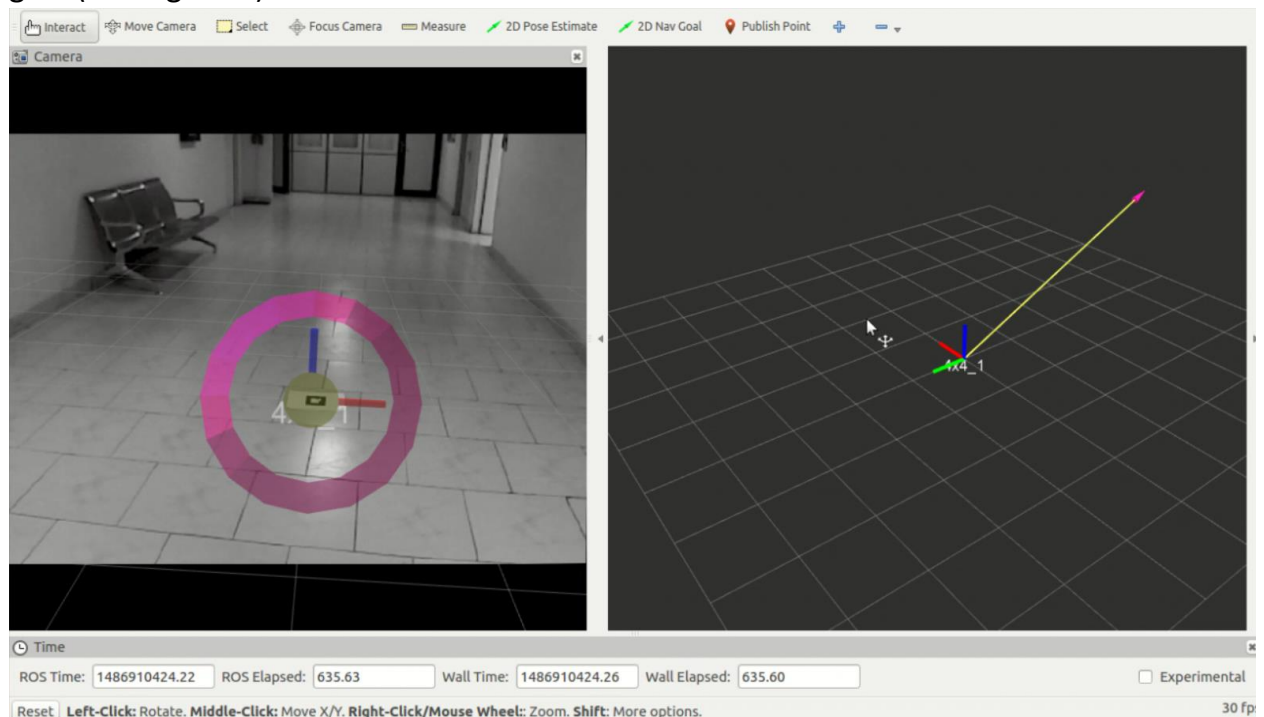 Interact Move Camera Select Focus Camera Measure 2D Pose Estimate 2D Nav Goal Publish Point
Camera
4x4_1
Time
ROS Time: 1486910424.22 ROS Elapsed: 635.63 Wall Time: 1486910424.26 Wall Elapsed: 635.60 Experimental
Reset Left-Click: Rotate. Middle-Click: Move X/Y. Right-Click/Mouse Wheel:: Zoom. Shift: More options. 30 fps